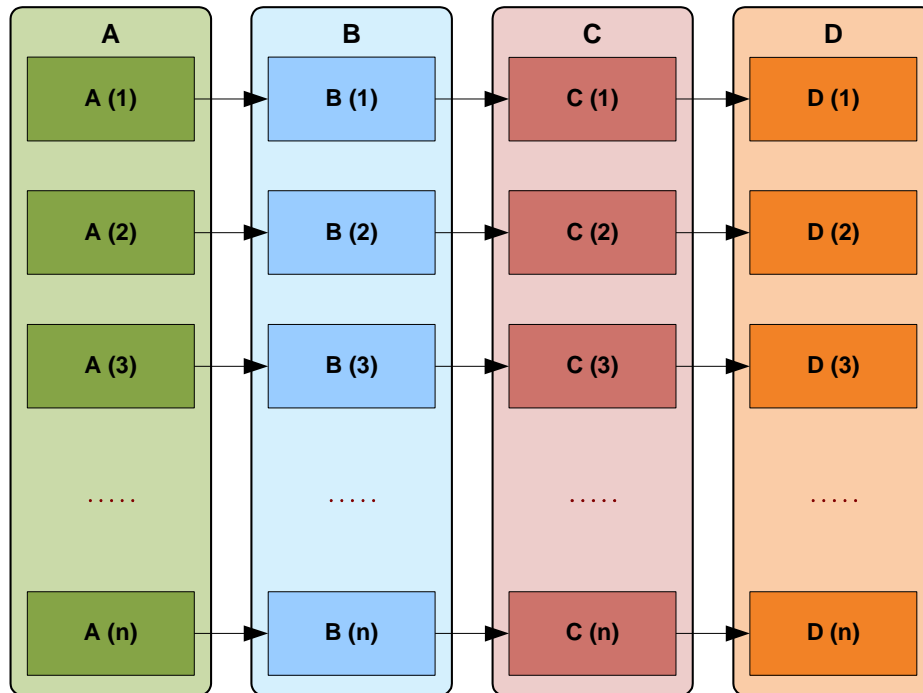 A B C D
A (1) B (1) C (1) D (1)
A (2) B (2) C (2) D (2)
A (3) B (3) C (3) D (3)
..... ..... ..... .....
A (n) B (n) C (n) D (n)